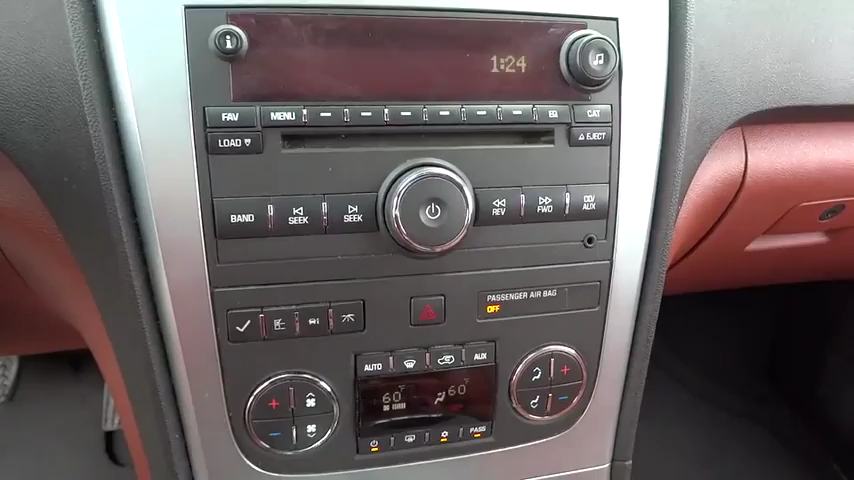 i
1:24
FAV
MENU
CAT
LOAD
EJECT
BAND
SEEK
SEEK
REV
FWD
CD/
AUX
PASSENGER AIR BAG
OFF
AUTO
AUX
60°F
60°F
PASS